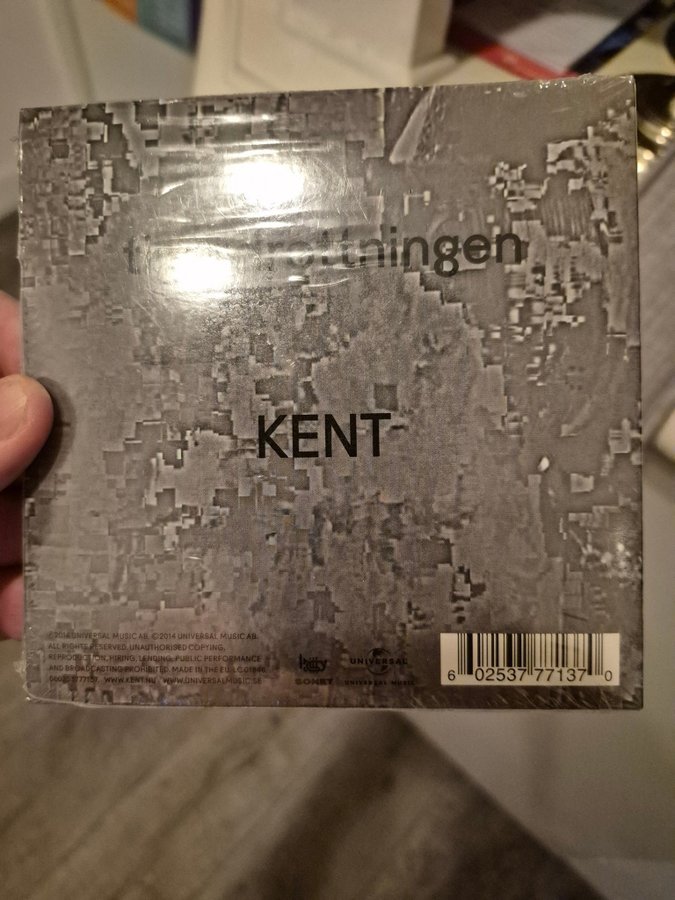 KENT
℗ 2014 UNIVERSAL MUSIC AB. © 2014 UNIVERSAL MUSIC AB.
ALL RIGHTS RESERVED. UNAUTHORISED COPYING,
REPRODUCTION, HIRING, LENDING, PUBLIC PERFORMANCE
AND BROADCASTING PROHIBITED. MADE IN THE EU. LC01846
WWW.KENT.NU WWW.UNIVERSALMUSIC.SE
SONET
UNIVERSAL
UNIVERSAL MUSIC
6 02537 77137 0